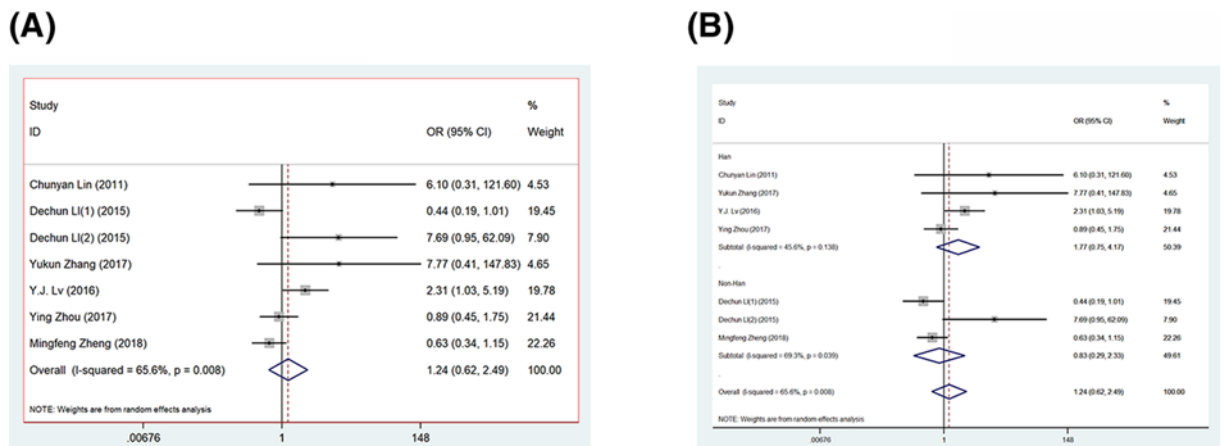 (A)
Study %
ID OR (95% CI) Weight
Chunyan Lin (2011) 6.10 (0.31, 121.60) 4.53
Dechun LI(1) (2015) 0.44 (0.19, 1.01) 19.45
Dechun LI(2) (2015) 7.69 (0.95, 62.09) 7.90
Yukun Zhang (2017) 7.77 (0.41, 147.83) 4.65
Y.J. Lv (2016) 2.31 (1.03, 5.19) 19.78
Ying Zhou (2017) 0.89 (0.45, 1.75) 21.44
Mingfeng Zheng (2018) 0.63 (0.34, 1.15) 22.26
Overall (I-squared = 65.6%, p = 0.008) 1.24 (0.62, 2.49) 100.00
NOTE: Weights are from random effects analysis
.00676 1 148
(B)
Study %
ID OR (95% CI) Weight
Han
Chunyan Lin (2011) 6.10 (0.31, 121.60) 4.53
Yukun Zhang (2017) 7.77 (0.41, 147.83) 4.65
Y.J. Lv (2016) 2.31 (1.03, 5.19) 19.78
Ying Zhou (2017) 0.89 (0.45, 1.75) 21.44
Subtotal (I-squared = 45.6%, p = 0.138) 1.77 (0.75, 4.17) 50.39
.
Non-Han
Dechun LI(1) (2015) 0.44 (0.19, 1.01) 19.45
Dechun LI(2) (2015) 7.69 (0.95, 62.09) 7.90
Mingfeng Zheng (2018) 0.63 (0.34, 1.15) 22.26
Subtotal (I-squared = 69.3%, p = 0.039) 0.83 (0.29, 2.33) 49.61
.
Overall (I-squared = 65.6%, p = 0.008) 1.24 (0.62, 2.49) 100.00
NOTE: Weights are from random effects analysis
.00676 1 148